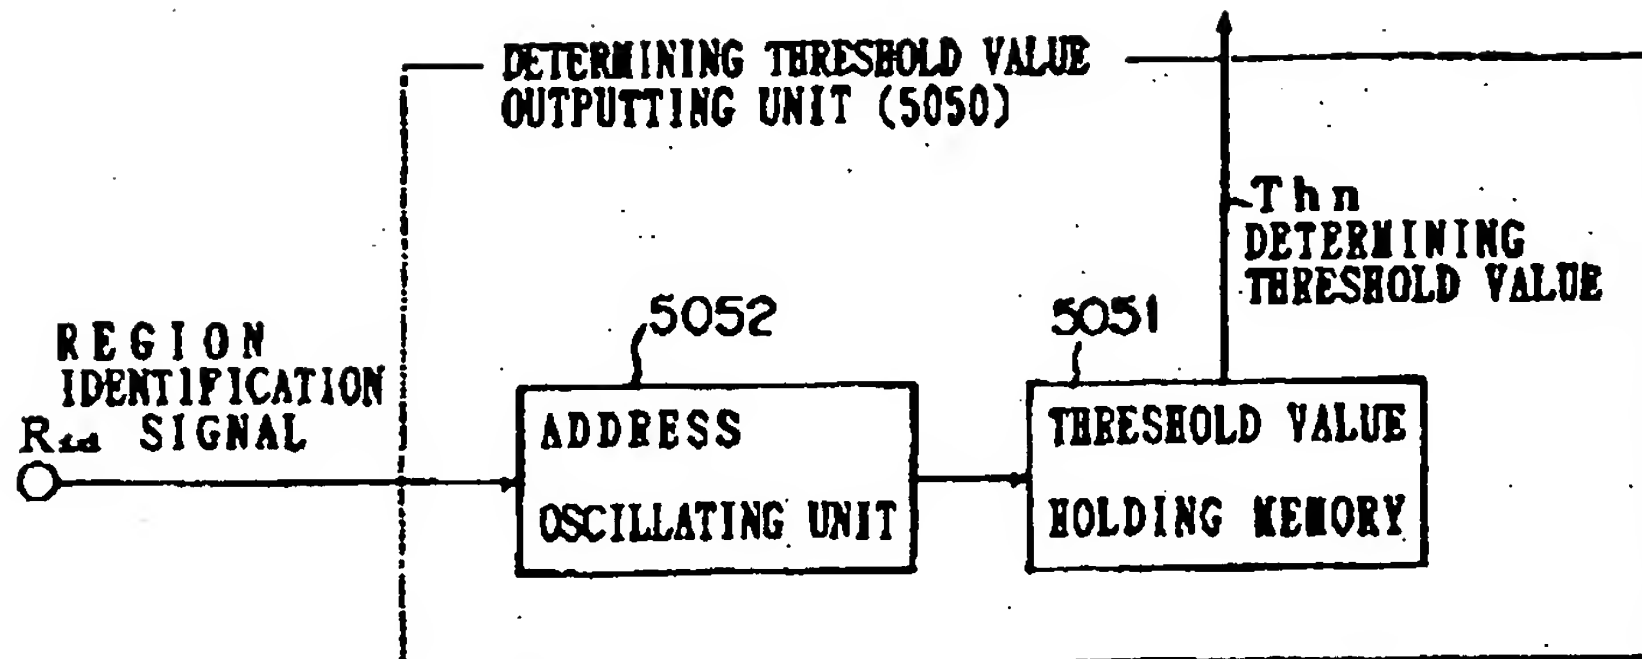 DETERMINING THRESHOLD VALUE
OUTPUTTING UNIT (5050)
Thn
DETERMINING
THRESHOLD VALUE
5052
5051
REGION
IDENTIFICATION
Rid SIGNAL
ADDRESS
OSCILLATING UNIT
THRESHOLD VALUE
HOLDING MEMORY